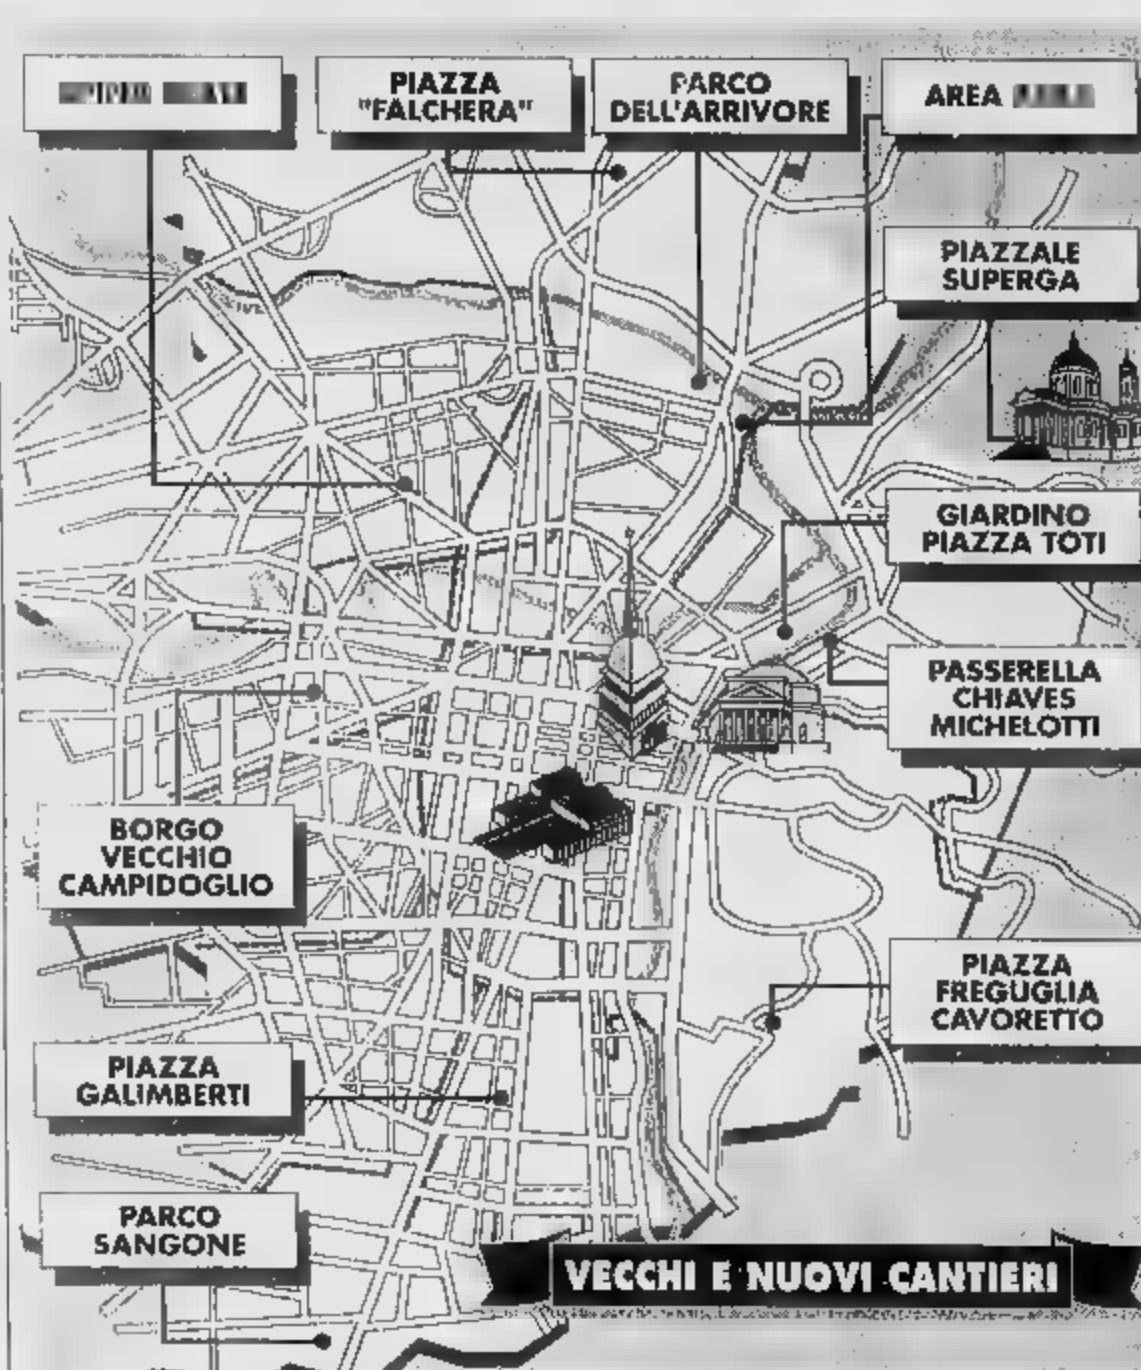 PIAZZA
"FALCHERA"
PARCO
DELL'ARRIVORE
AREA
PIAZZALE
SUPERGA
GIARDINO
PIAZZA TOTI
PASSERELLA
CHIAVES
MICHELOTTI
BORGO
VECCHIO
CAMPIDOGLIO
PIAZZA
FREGUGLIA
CAVORETTO
PIAZZA
GALIMBERTI
PARCO
SANGONE
VECCHI E NUOVI CANTIERI